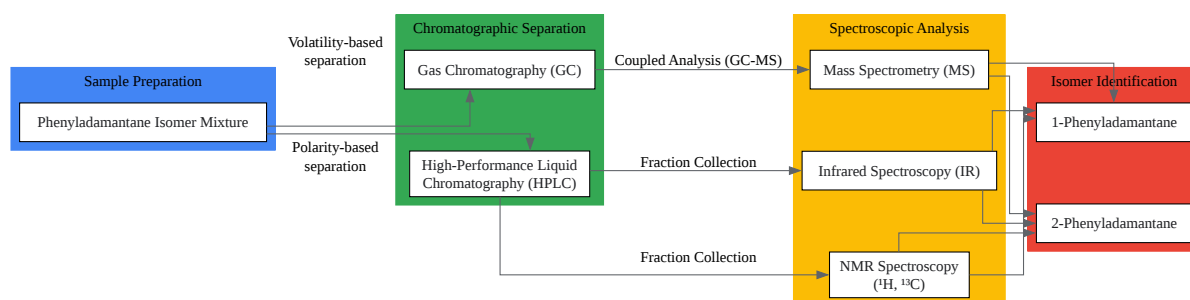 Sample Preparation
Phenyladamantane Isomer Mixture
Volatility-based
separation
Polarity-based
separation
Chromatographic Separation
Gas Chromatography (GC)
High-Performance Liquid
Chromatography (HPLC)
Coupled Analysis (GC-MS)
Fraction Collection
Fraction Collection
Spectroscopic Analysis
Mass Spectrometry (MS)
Infrared Spectroscopy (IR)
NMR Spectroscopy
(¹H, ¹³C)
Isomer Identification
1-Phenyladamantane
2-Phenyladamantane